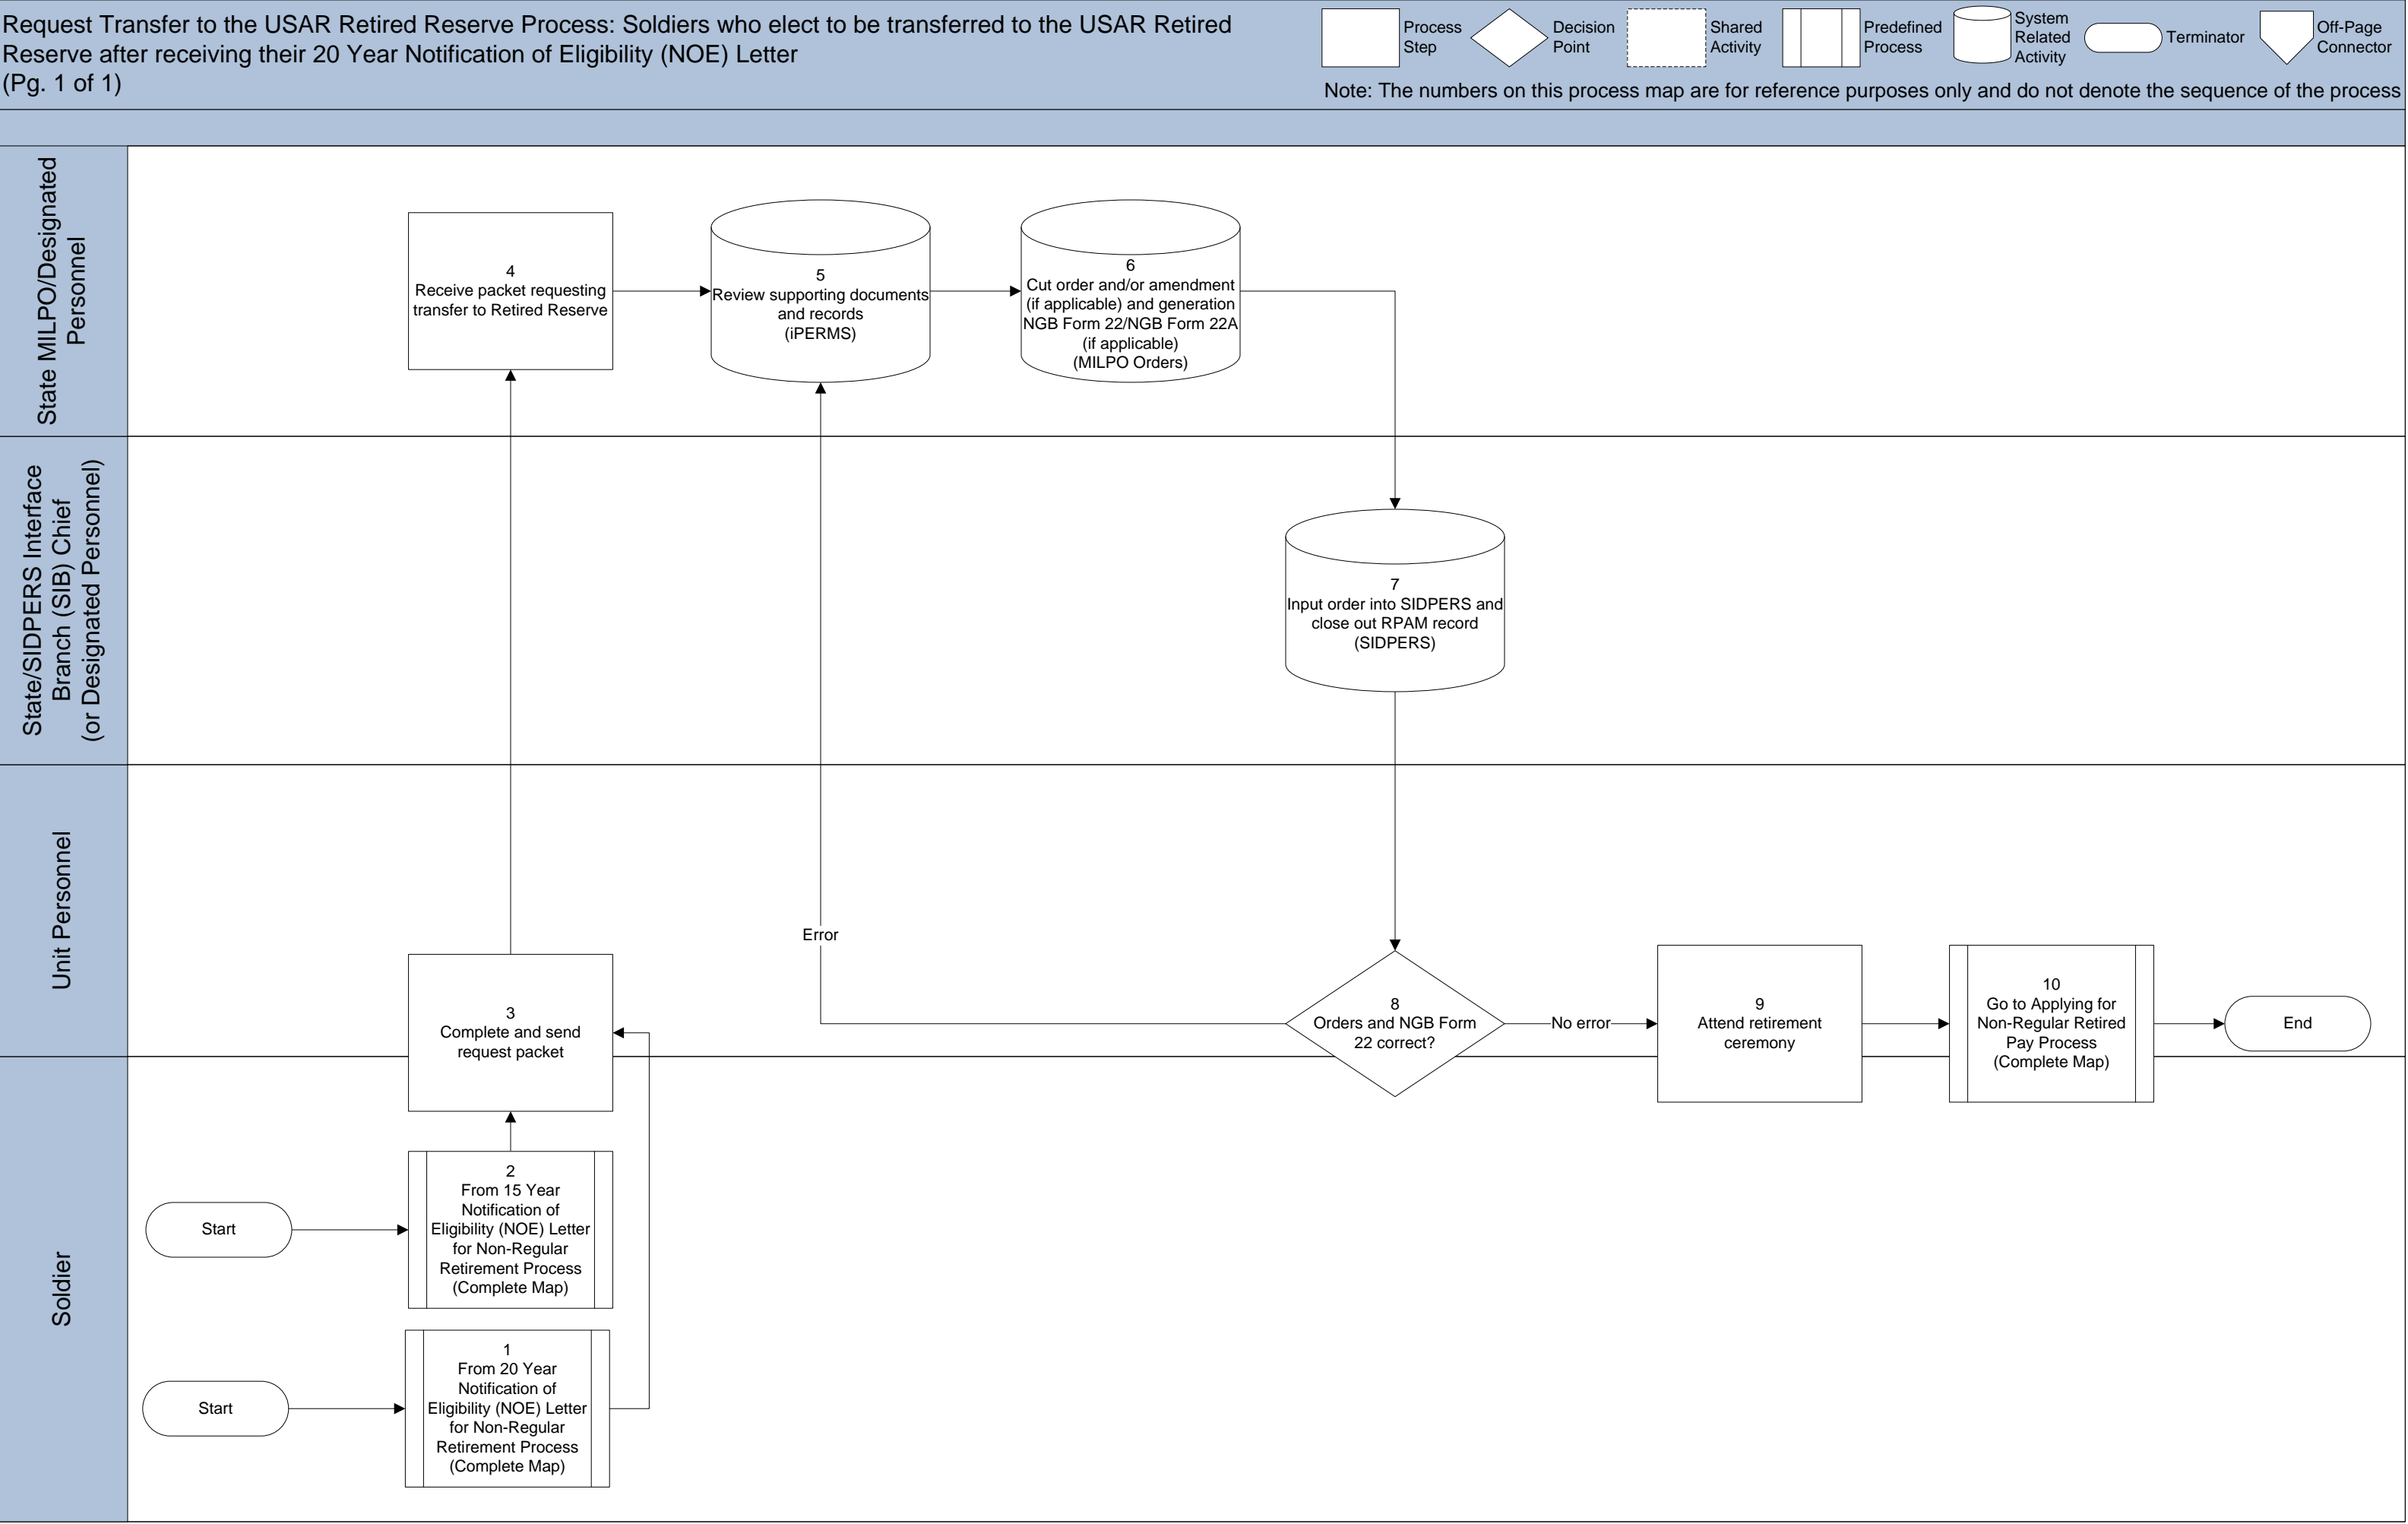 Request Transfer to the USAR Retired Reserve Process: Soldiers who elect to be transferred to the USAR Retired
Reserve after receiving their 20 Year Notification of Eligibility (NOE) Letter
(Pg. 1 of 1)
Process
Step
Decision
Point
Shared
Activity
Predefined
Process
System
Related
Activity
Terminator
Off-Page
Connector
Note: The numbers on this process map are for reference purposes only and do not denote the sequence of the process
State MILPO/Designated
Personnel
4
Receive packet requesting
transfer to Retired Reserve
5
Review supporting documents
and records
(iPERMS)
6
Cut order and/or amendment
(if applicable) and generation
NGB Form 22/NGB Form 22A
(if applicable)
(MILPO Orders)
State/SIDPERS Interface
Branch (SIB) Chief
(or Designated Personnel)
7
Input order into SIDPERS and
close out RPAM record
(SIDPERS)
Unit Personnel
Error
3
Complete and send
request packet
8
Orders and NGB Form
22 correct?
No error
9
Attend retirement
ceremony
10
Go to Applying for
Non-Regular Retired
Pay Process
(Complete Map)
End
Soldier
Start
2
From 15 Year
Notification of
Eligibility (NOE) Letter
for Non-Regular
Retirement Process
(Complete Map)
Start
1
From 20 Year
Notification of
Eligibility (NOE) Letter
for Non-Regular
Retirement Process
(Complete Map)